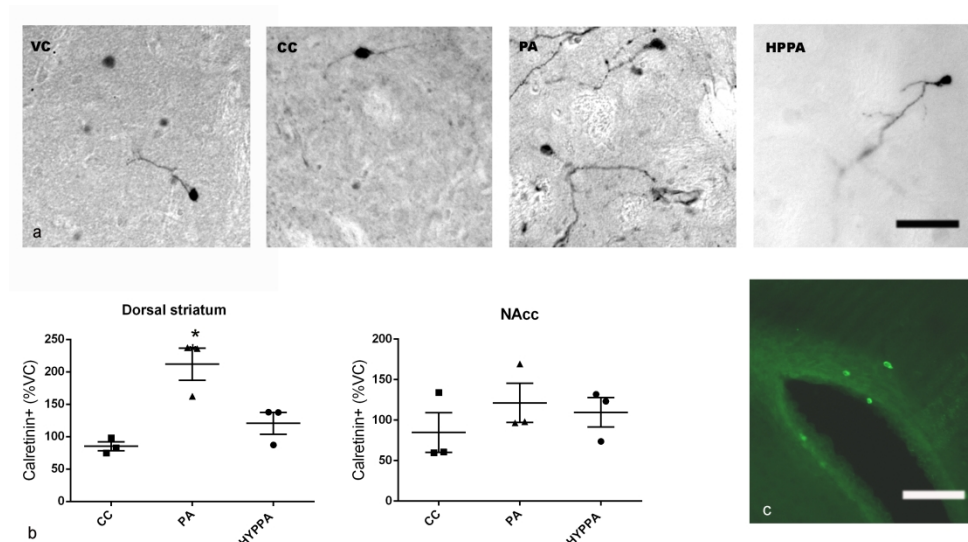 VC
CC
PA
HPPA
a
Dorsal striatum
*
Calretinin+ (%VC)
250
200
150
100
50
0
CC
PA
HYPPA
b
NAcc
Calretinin+ (%VC)
200
150
100
50
0
CC
PA
HYPPA
c